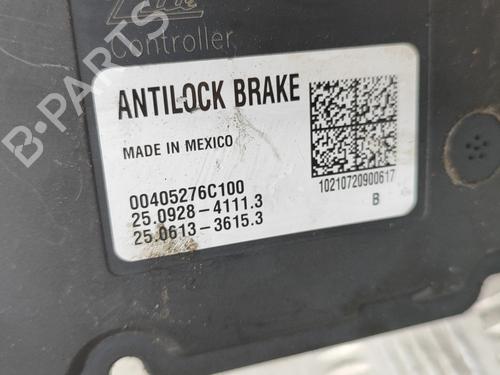 Controller
ANTILOCK BRAKE
MADE IN MEXICO
00405276C100
25.0928-4111.3
25.0613-3615.3
10210720900617
B
B-PARTS